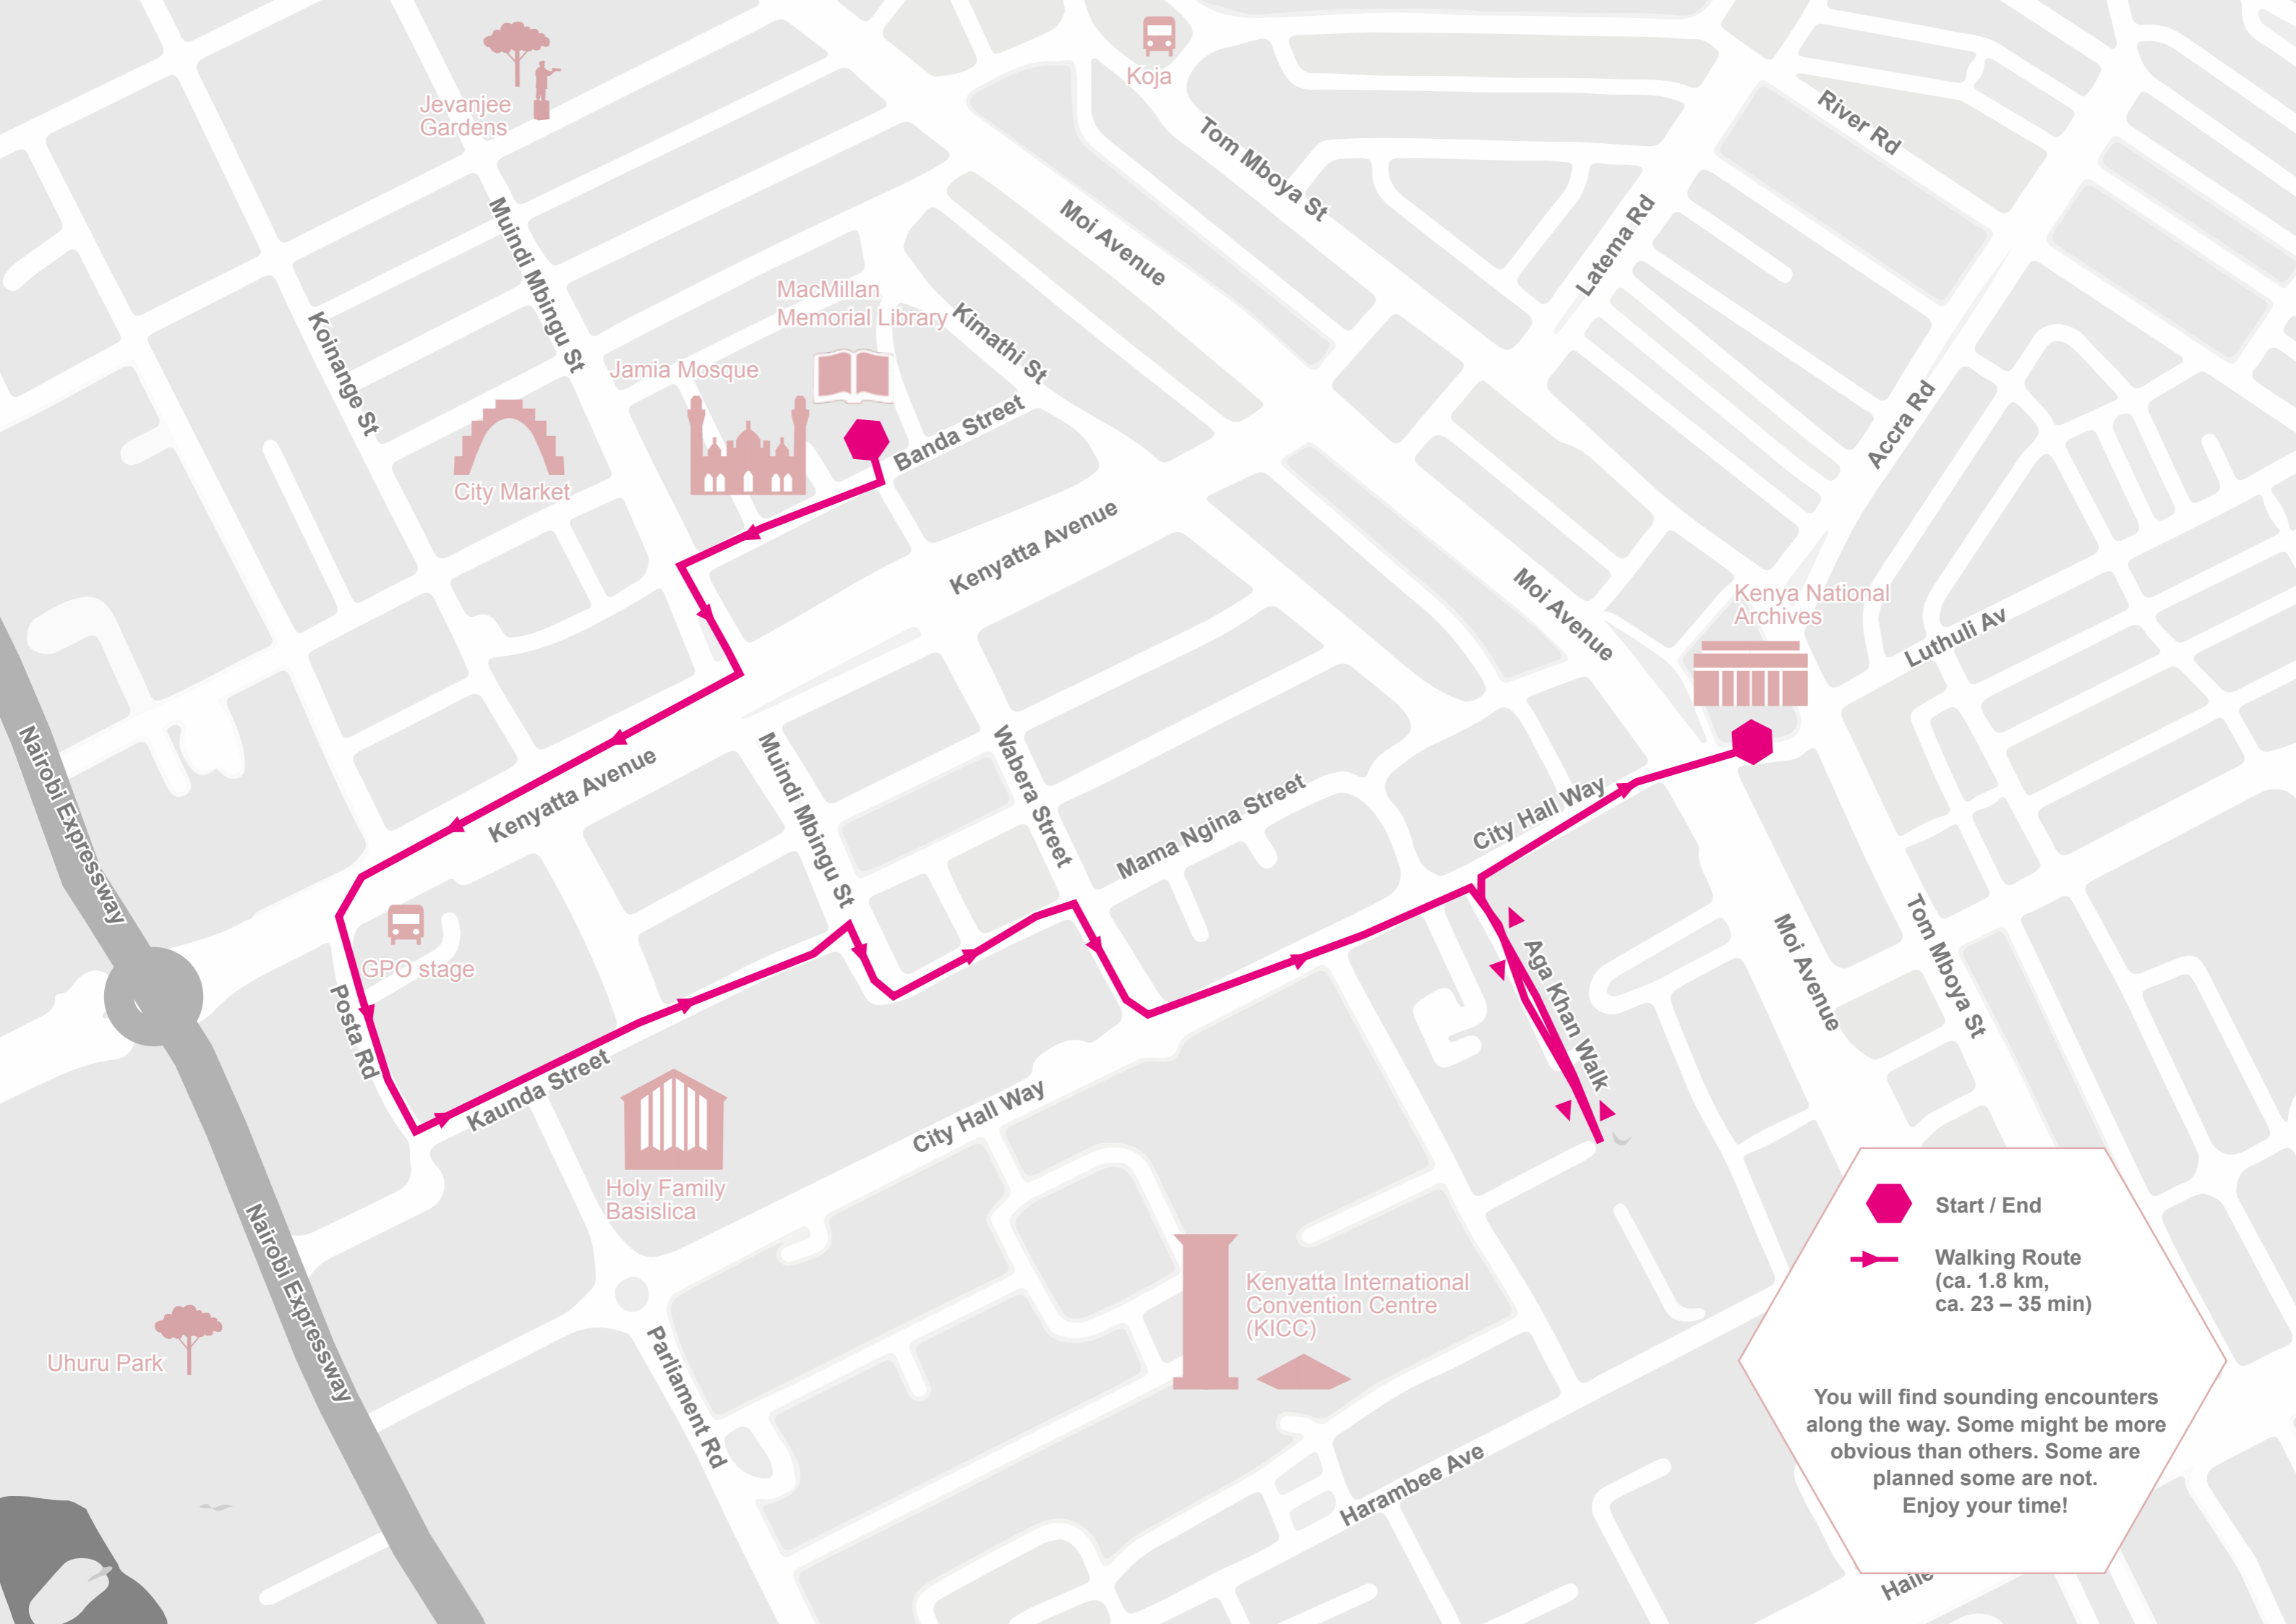 Koja
Jevanjee
Gardens
River Rd
Tom Mboya St
Moi Avenue
Latema Rd
Muindi Mbingu St
MacMillan
Memorial Library
Kimathi St
Koinange St
Jamia Mosque
Banda Street
Accra Rd
City Market
Kenyatta Avenue
Moi Avenue
Kenya National
Archives
Luthuli Av
Nairobi Expressway
Kenyatta Avenue
Muindi Mbingu St
Wabera Street
Mama Ngina Street
City Hall Way
GPO stage
Posta Rd
Aga Khan Walk
Moi Avenue
Tom Mboya St
Kaunda Street
City Hall Way
Holy Family
Basislica
Nairobi Expressway
Kenyatta International
Convention Centre
(KICC)
Uhuru Park
Parliament Rd
Harambee Ave
Start / End
Walking Route
(ca. 1.8 km,
ca. 23 – 35 min)
You will find sounding encounters
along the way. Some might be more
obvious than others. Some are
planned some are not.
Enjoy your time!